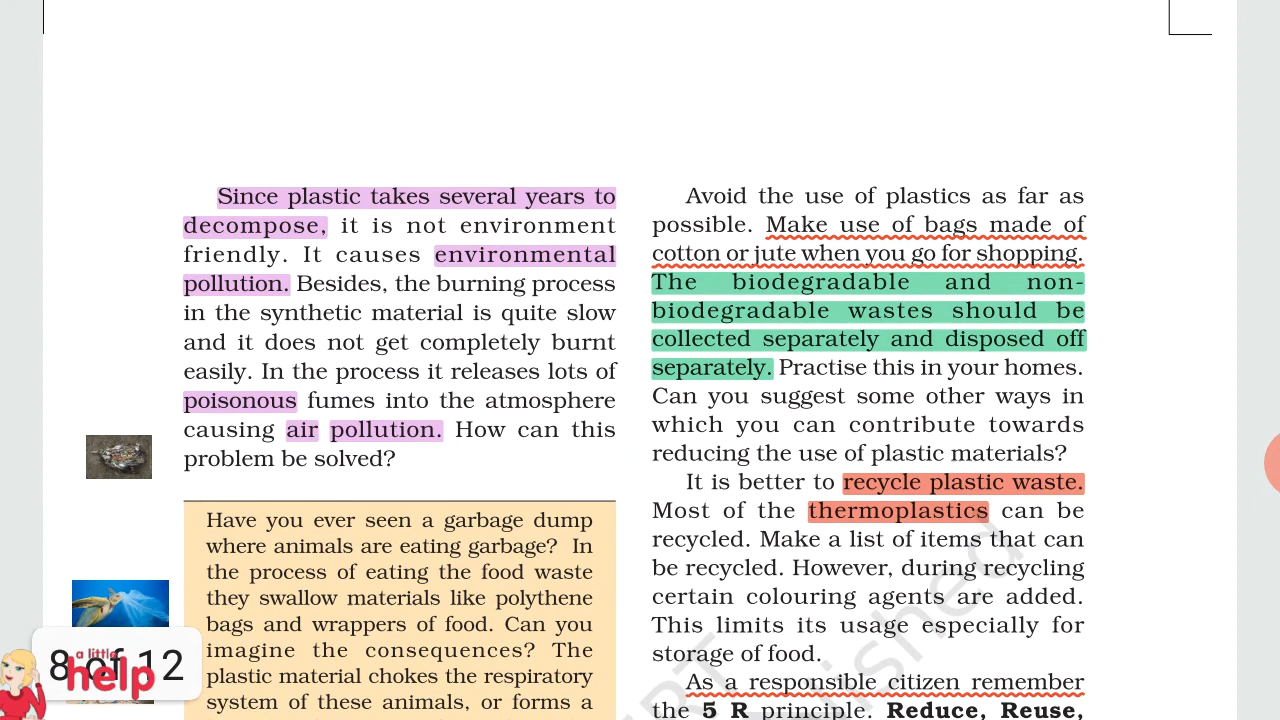 Since plastic takes several years to
decompose, it is not environment
friendly. It causes environmental
pollution. Besides, the burning process
in the synthetic material is quite slow
and it does not get completely burnt
easily. In the process it releases lots of
poisonous fumes into the atmosphere
causing air pollution. How can this
problem be solved?
Have you ever seen a garbage dump
where animals are eating garbage? In
the process of eating the food waste
they swallow materials like polythene
bags and wrappers of food. Can you
imagine the consequences? The
plastic material chokes the respiratory
system of these animals, or forms a
Avoid the use of plastics as far as
possible. Make use of bags made of
cotton or jute when you go for shopping.
The biodegradable and non-
biodegradable wastes should be
collected separately and disposed off
separately. Practise this in your homes.
Can you suggest some other ways in
which you can contribute towards
reducing the use of plastic materials?
It is better to recycle plastic waste.
Most of the thermoplastics can be
recycled. Make a list of items that can
be recycled. However, during recycling
certain colouring agents are added.
This limits its usage especially for
storage of food.
As a responsible citizen remember
the 5 R principle. Reduce, Reuse,
8 of 12
a little
help